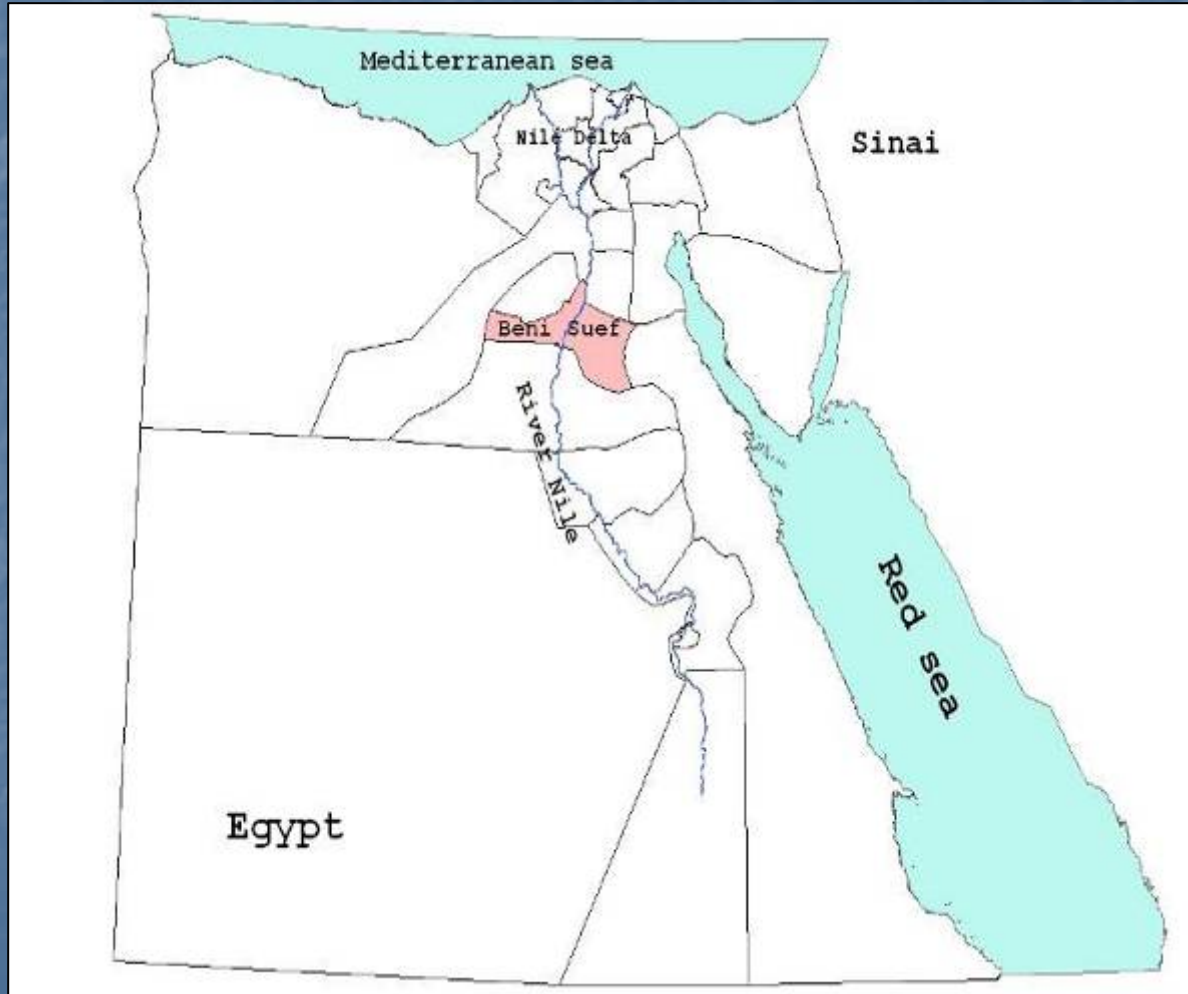 Mediterranean sea
Nile Delta
Sinai
Beni Suef
River Nile
Red sea
Egypt